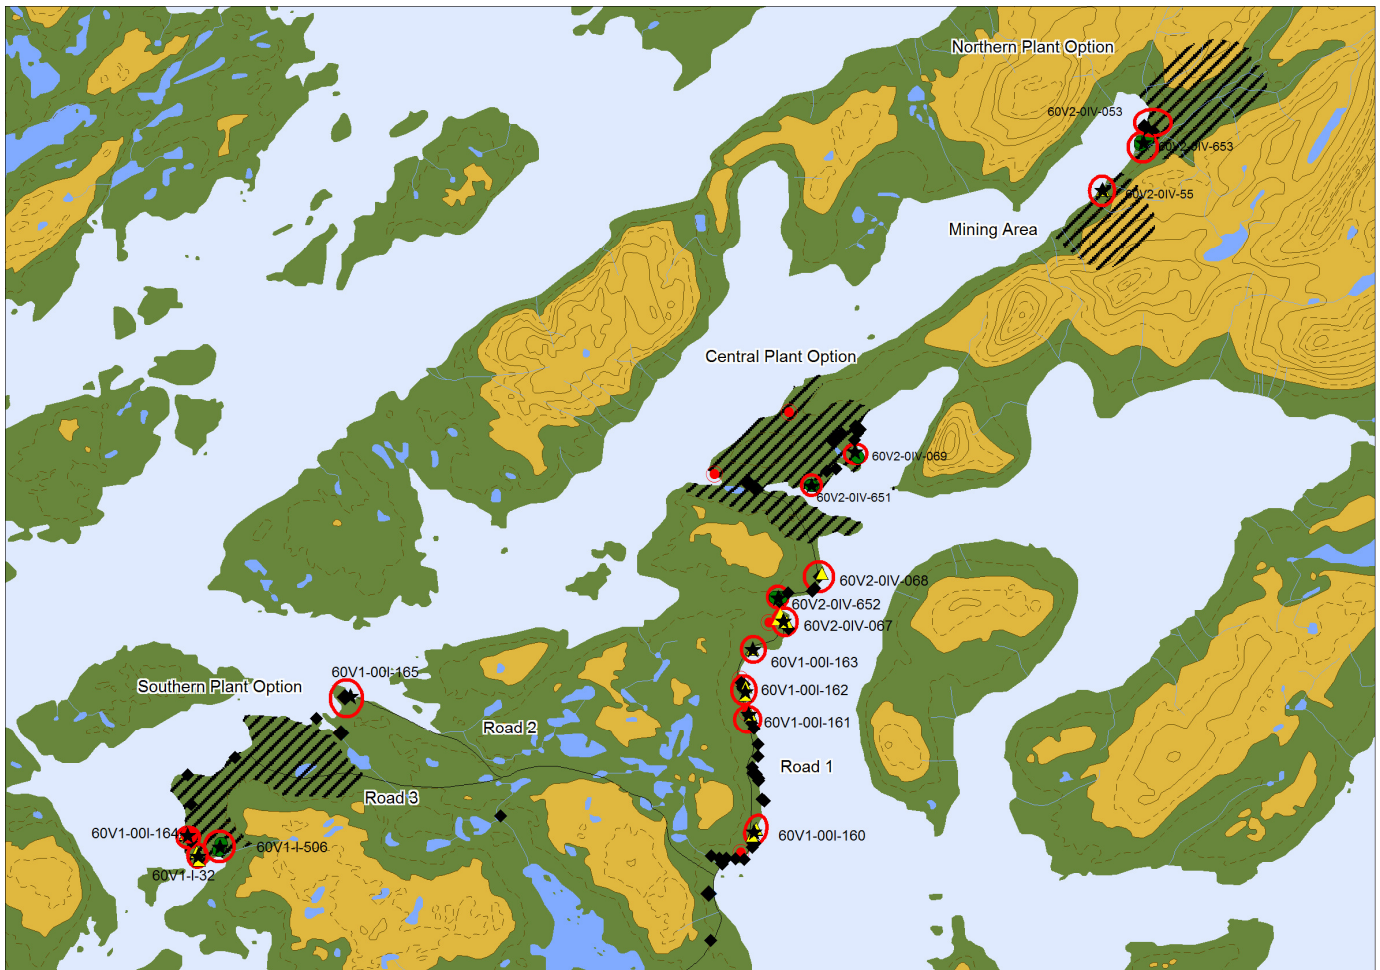 Northern Plant Option
60V2-0IV-053
60V2-0IV-653
60V2-0IV-55
Mining Area
Central Plant Option
60V2-0IV-069
60V2-0IV-651
60V2-0IV-068
60V2-0IV-652
60V2-0IV-067
60V1-00I-163
60V1-00I-165
Southern Plant Option
60V1-00I-162
60V1-00I-161
Road 2
Road 1
Road 3
60V1-00I-164
60V1-00I-160
60V1-I-506
60V1-I-32